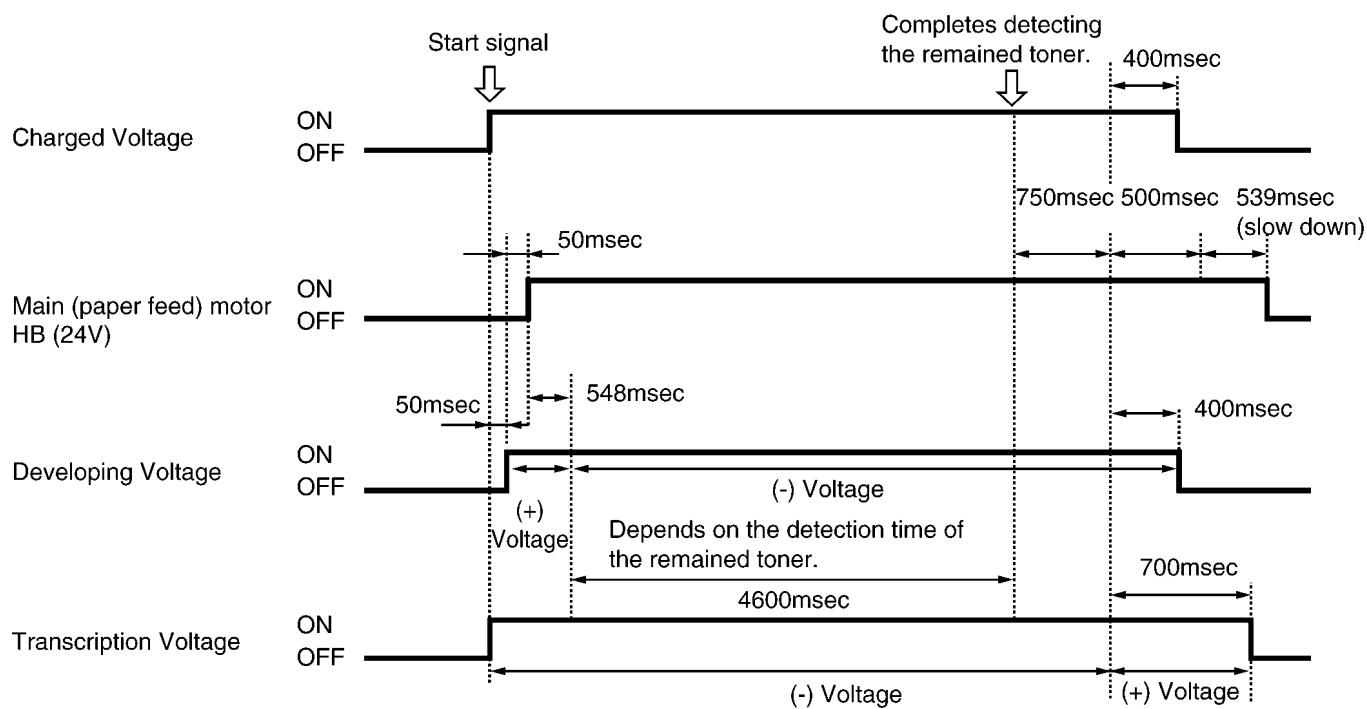 Completes detecting
the remained toner.
Start signal
400msec
ON
Charged Voltage
OFF
750msec 500msec 539msec
(slow down)
50msec
ON
Main (paper feed) motor
HB (24V)
OFF
548msec
50msec
400msec
ON
Developing Voltage
OFF
(-) Voltage
(+)
Voltage
Depends on the detection time of
the remained toner.
700msec
4600msec
ON
Transcription Voltage
OFF
(-) Voltage
(+) Voltage